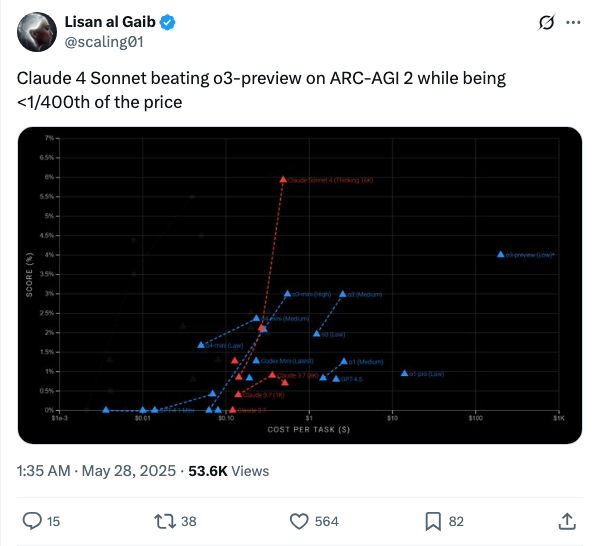 Lisan al Gaib
@scaling01
Claude 4 Sonnet beating o3-preview on ARC-AGI 2 while being
<1/400th of the price
7%
6.5%
6%
Claude Sonnet 4 (Thinking 16K)
5.5%
5%
4.5%
4%
o3-preview (Low)*
3.5%
SCORE (%)
3%
o3-mini (High)
o3 (Medium)
2.5%
o4-mini (Medium)
2%
o3 (Low)
o4-mini (Low)
1.5%
Codex Mini (Latest)
o1 (Medium)
1%
Claude 3.7 (8K)
GPT-4.5
o1-pro (Low)
0.5%
Claude 3.7 (1K)
0%
GPT-4.1 Mini
Claude 3.7
$1e-3
$0.01
$0.10
$1
$10
$100
$1K
COST PER TASK ($)
1:35 AM · May 28, 2025 · 53.6K Views
15
38
564
82